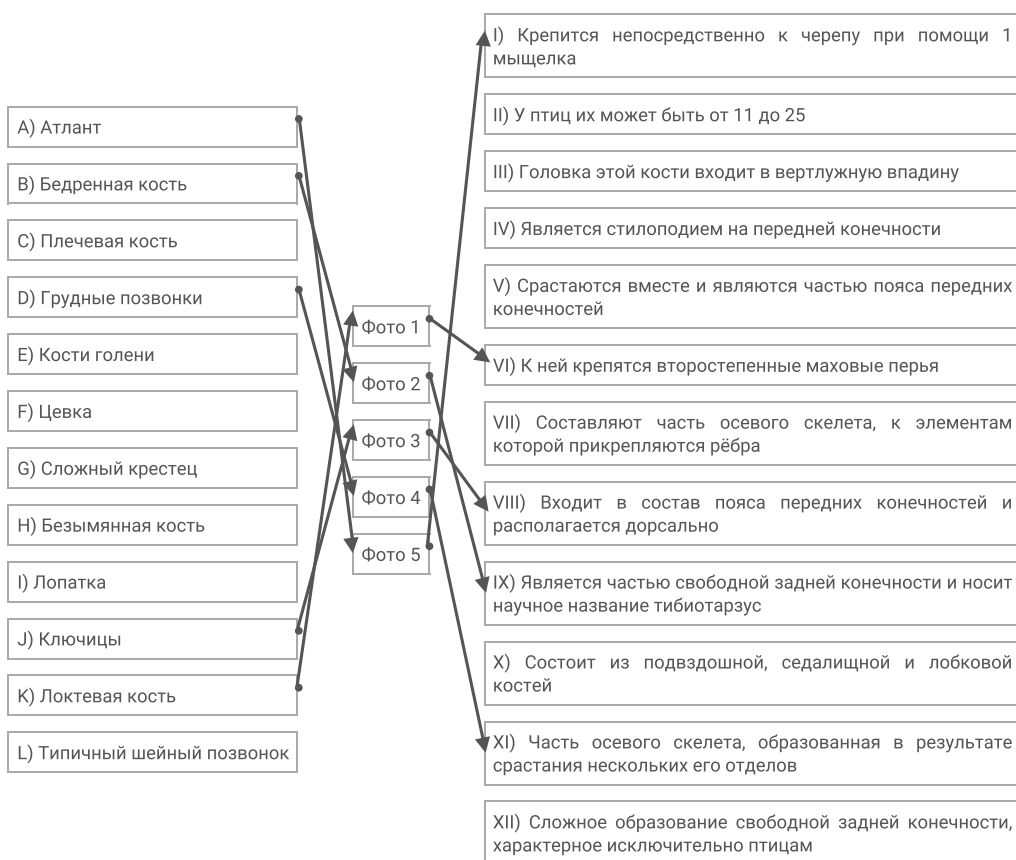 A) Атлант
B) Бедренная кость
C) Плечевая кость
D) Грудные позвонки
E) Кости голени
F) Цевка
G) Сложный крестец
H) Безымянная кость
I) Лопатка
J) Ключицы
K) Локтевая кость
L) Типичный шейный позвонок
Фото 1
Фото 2
Фото 3
Фото 4
Фото 5
I) Крепится непосредственно к черепу при помощи 1
мыщелка
II) У птиц их может быть от 11 до 25
III) Головка этой кости входит в вертлужную впадину
IV) Является стилоподием на передней конечности
V) Срастаются вместе и являются частью пояса передних
конечностей
VI) К ней крепятся второстепенные маховые перья
VII) Составляют часть осевого скелета, к элементам
которой прикрепляются рёбра
VIII) Входит в состав пояса передних конечностей и
располагается дорсально
IX) Является частью свободной задней конечности и носит
научное название тибиотарзус
X) Состоит из подвздошной, седалищной и лобковой
костей
XI) Часть осевого скелета, образованная в результате
срастания нескольких его отделов
XII) Сложное образование свободной задней конечности,
характерное исключительно птицам